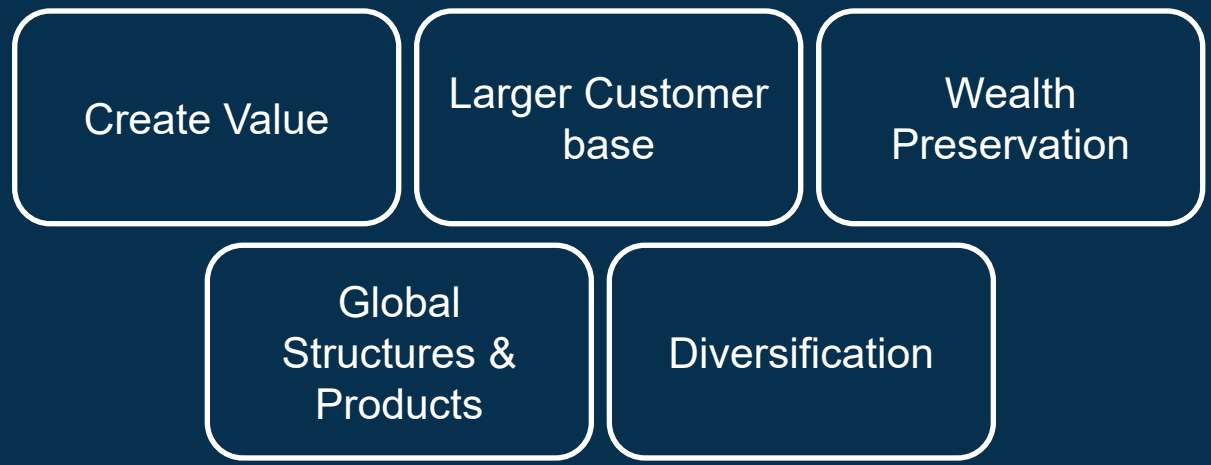 Create Value
Larger Customer
base
Wealth
Preservation
Global
Structures &
Products
Diversification